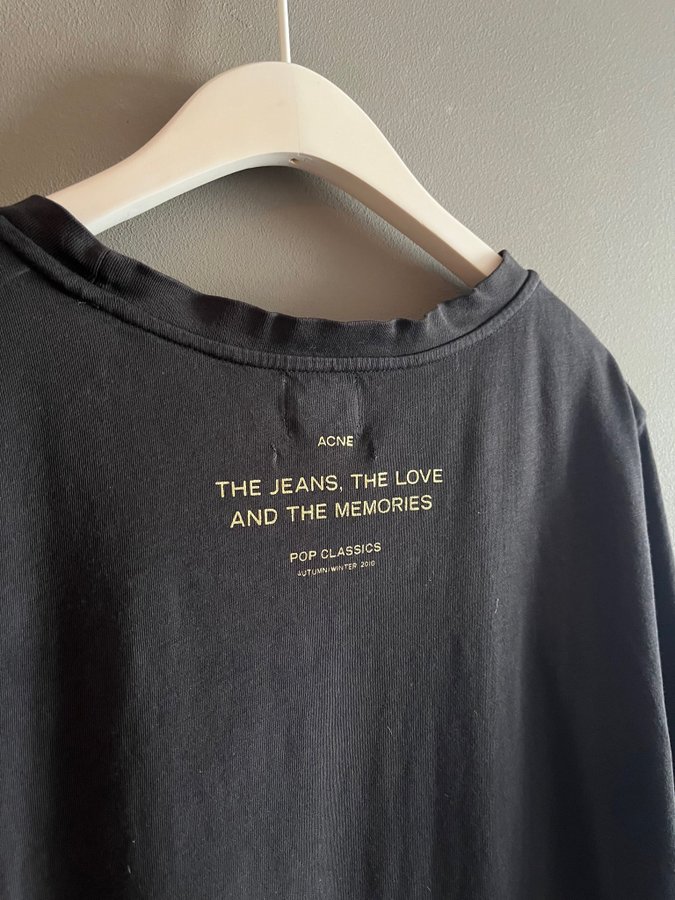 ACNE
THE JEANS, THE LOVE
AND THE MEMORIES
POP CLASSICS
AUTUMN/WINTER 2010